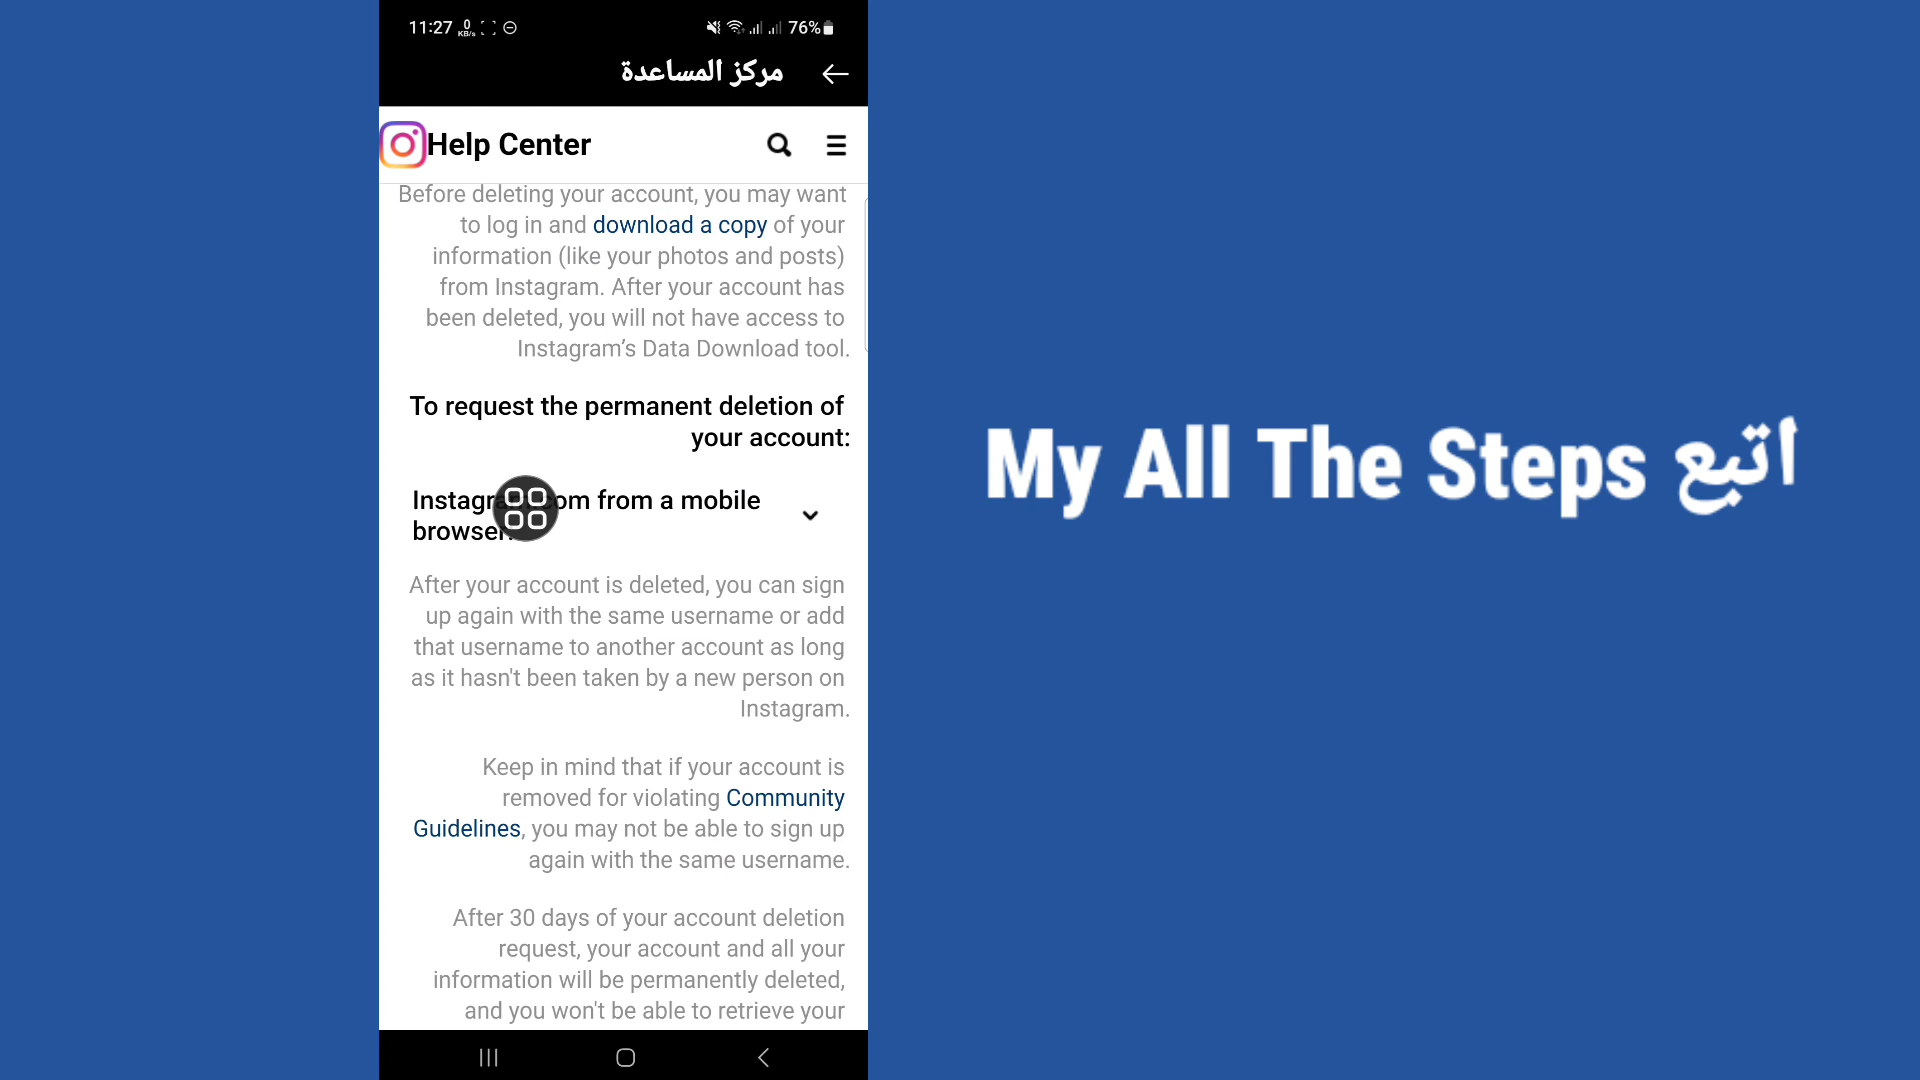 11:27 0 KB/s 76%
مركز المساعدة
Help Center
Before deleting your account, you may want
to log in and download a copy of your
information (like your photos and posts)
from Instagram. After your account has
been deleted, you will not have access to
Instagram’s Data Download tool.
To request the permanent deletion of
your account:
from a mobile
After your account is deleted, you can sign
up again with the same username or add
that username to another account as long
as it hasn't been taken by a new person on
Instagram.
Keep in mind that if your account is
removed for violating Community
Guidelines, you may not be able to sign up
again with the same username.
After 30 days of your account deletion
request, your account and all your
information will be permanently deleted,
and you won't be able to retrieve your
My All The Steps اتبع